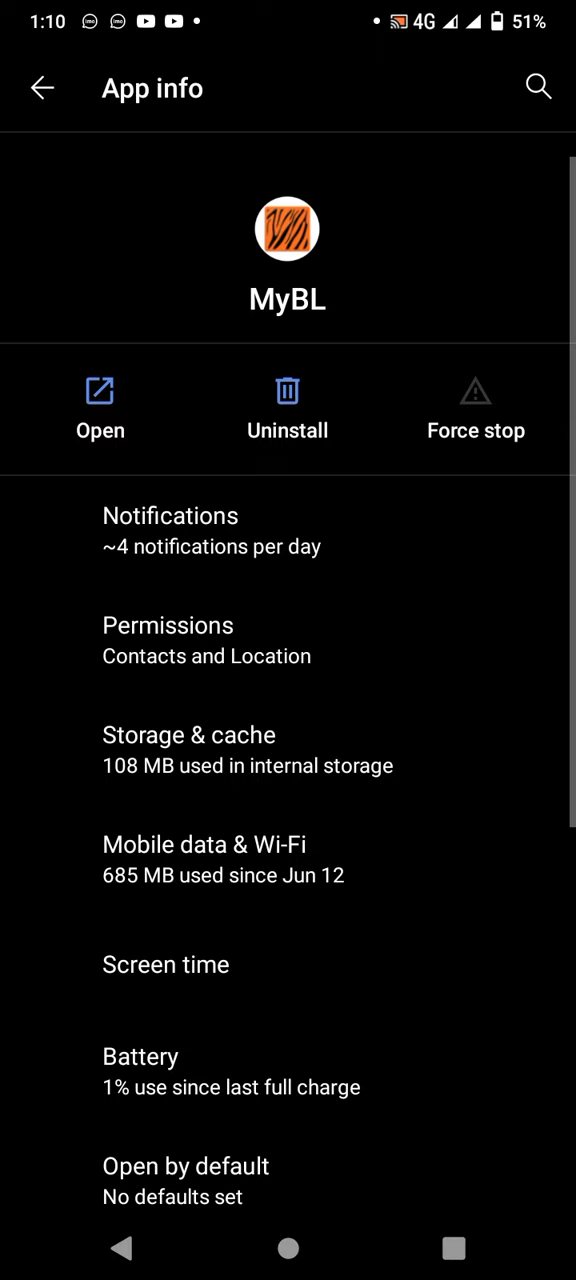 1:10
4G
51%
App info
MyBL
Open
Uninstall
Force stop
Notifications
~4 notifications per day
Permissions
Contacts and Location
Storage & cache
108 MB used in internal storage
Mobile data & Wi-Fi
685 MB used since Jun 12
Screen time
Battery
1% use since last full charge
Open by default
No defaults set